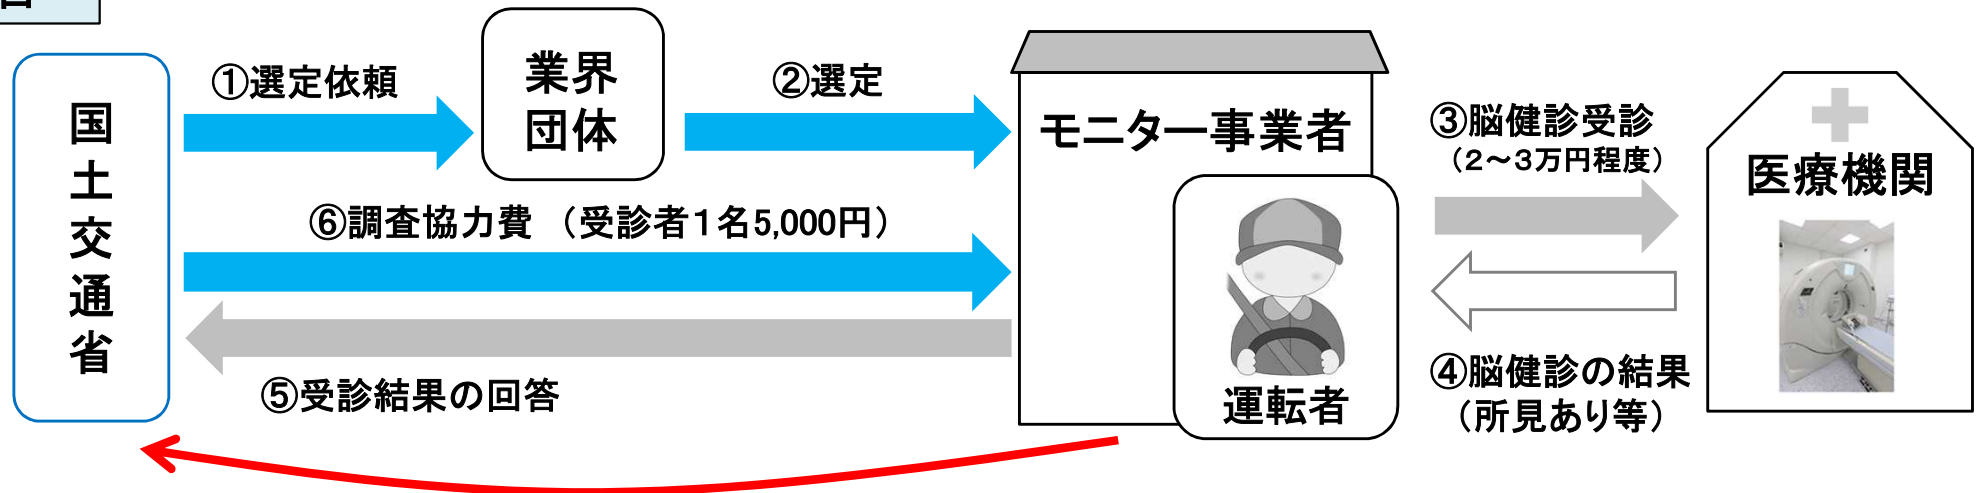 国土交通省
①選定依頼
業界
団体
②選定
モニター事業者
③脳健診受診
（２～３万円程度）
医療機関
⑥調査協力費　（受診者１名5,000円）
運転者
⑤受診結果の回答
④脳健診の結果
（所見あり等）